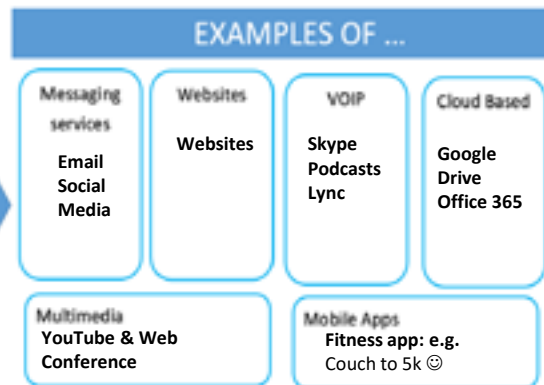 EXAMPLES OF ...
Messaging
services
Email
Social
Media
Websites
Websites
VOIP
Skype
Podcasts
Lync
Cloud Based
Google
Drive
Office 365
Multimedia
YouTube & Web
Conference
Mobile Apps
Fitness app: e.g.
Couch to 5k ☺